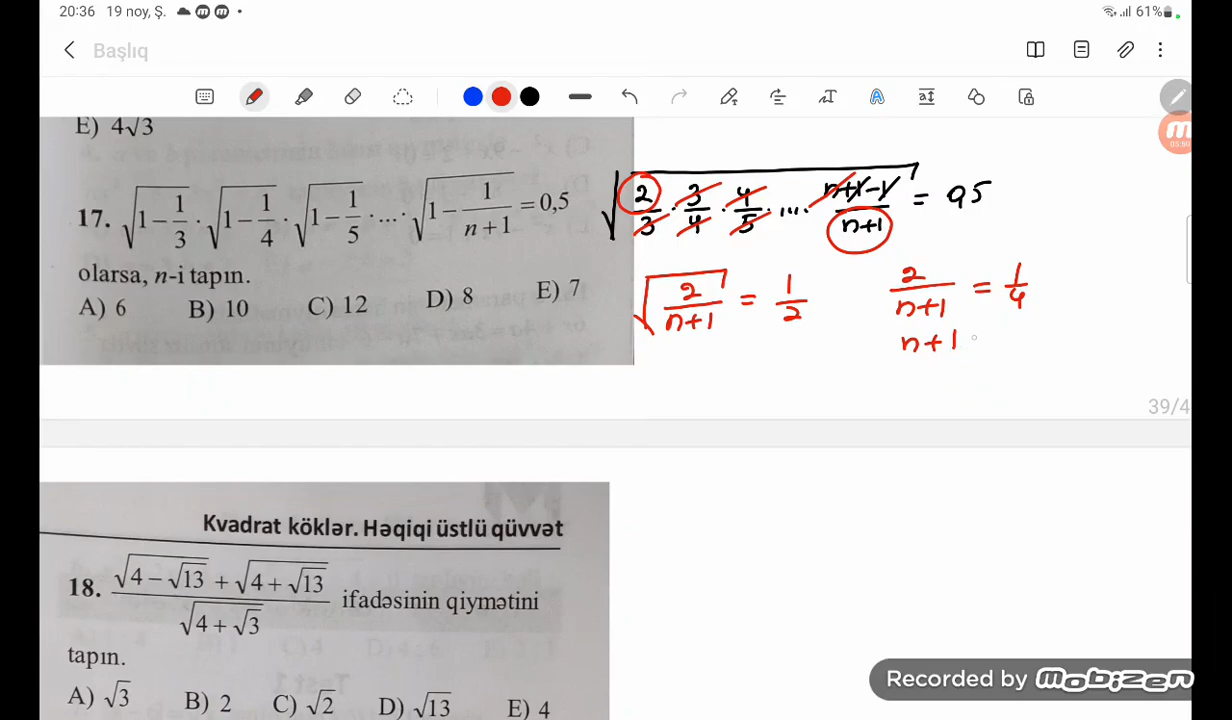 20:36 19 noy, Ş. 61%
Başlıq
E) 4√3
17. √(1 − 1/3) · √(1 − 1/4) · √(1 − 1/5) · ... · √(1 − 1/(n+1)) = 0,5
olarsa, n-i tapın.
A) 6 B) 10 C) 12 D) 8 E) 7
√(2/3 · 3/4 · 4/5 · ... · (n+1−1)/(n+1)) = 0,5
√(2/(n+1)) = 1/2
2/(n+1) = 1/4
n+1
39/4
Kvadrat köklər. Həqiqi üstlü qüvvət
18. (√(4 − √13) + √(4 + √13))/√(4 + √3) ifadəsinin qiymətini
tapın.
A) √3 B) 2 C) √2 D) √13 E) 4
Recorded by mobizen